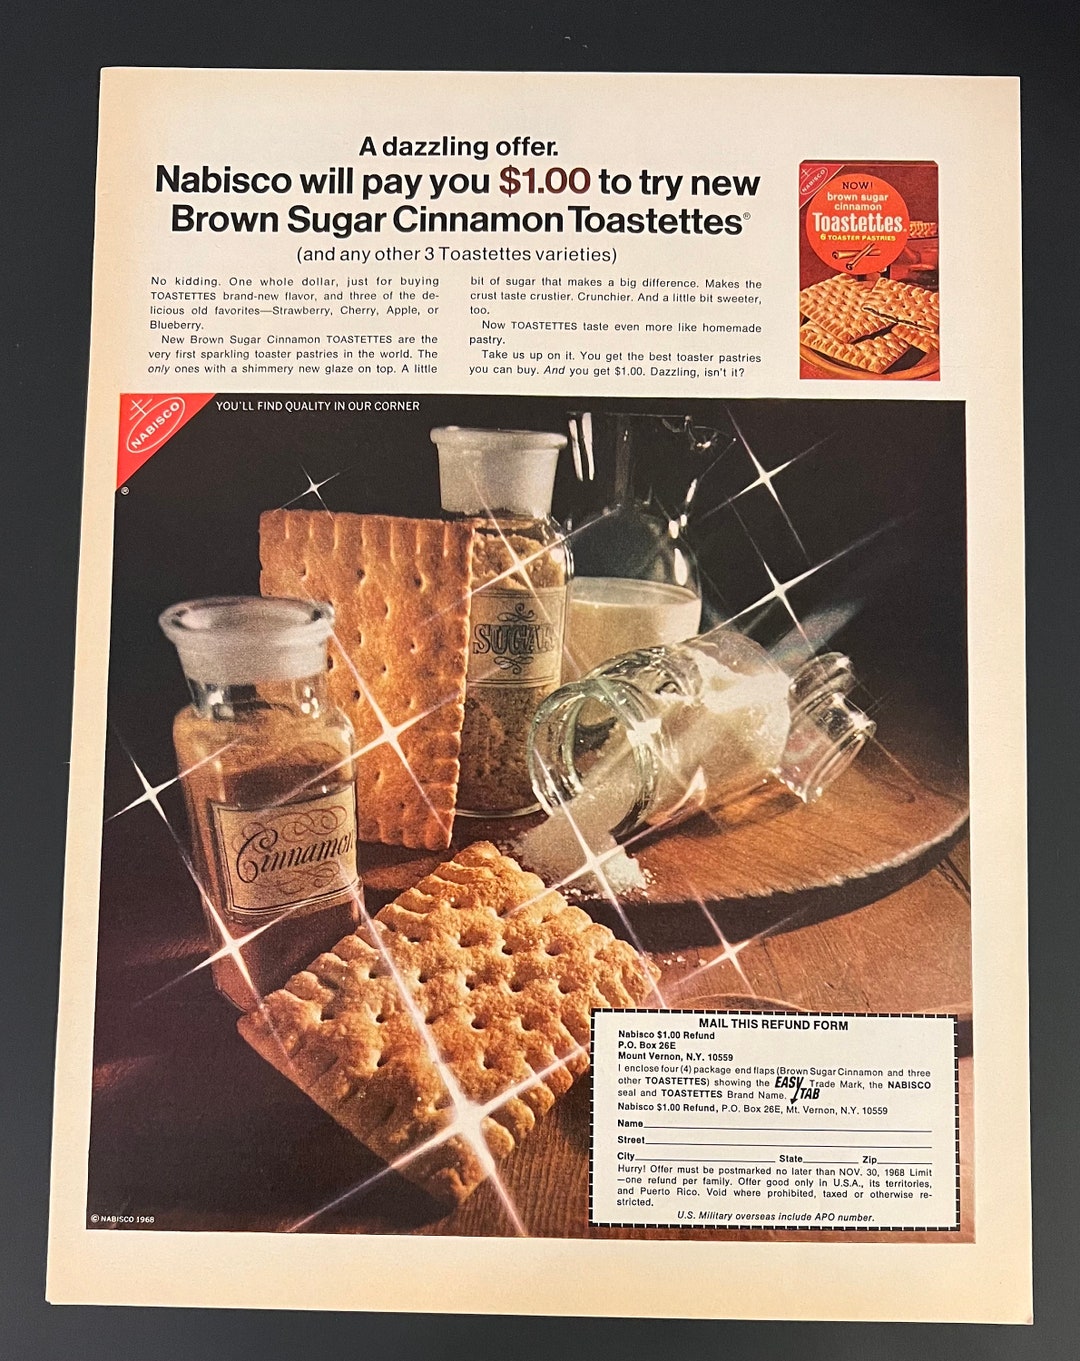 A dazzling offer.
Nabisco will pay you $1.00 to try new
Brown Sugar Cinnamon Toastettes®
(and any other 3 Toastettes varieties)
No kidding. One whole dollar, just for buying
TOASTETTES brand-new flavor, and three of the de-
licious old favorites—Strawberry, Cherry, Apple, or
Blueberry.
New Brown Sugar Cinnamon TOASTETTES are the
very first sparkling toaster pastries in the world. The
only ones with a shimmery new glaze on top. A little
bit of sugar that makes a big difference. Makes the
crust taste crustier. Crunchier. And a little bit sweeter,
too.
Now TOASTETTES taste even more like homemade
pastry.
Take us up on it. You get the best toaster pastries
you can buy. And you get $1.00. Dazzling, isn't it?
NABISCO
NOW!
brown sugar
cinnamon
Toastettes
6 TOASTER PASTRIES
NABISCO
®
YOU'LL FIND QUALITY IN OUR CORNER
SUGAR
Cinnamon
MAIL THIS REFUND FORM
Nabisco $1.00 Refund
P.O. Box 26E
Mount Vernon, N.Y. 10559
I enclose four (4) package end flaps (Brown Sugar Cinnamon and three
other TOASTETTES) showing the EASY TAB Trade Mark, the NABISCO
seal and TOASTETTES Brand Name.
Nabisco $1.00 Refund, P.O. Box 26E, Mt. Vernon, N.Y. 10559
Name
Street
City State Zip
Hurry! Offer must be postmarked no later than NOV. 30, 1968 Limit
—one refund per family. Offer good only in U.S.A., its territories,
and Puerto Rico. Void where prohibited, taxed or otherwise re-
stricted.
U.S. Military overseas include APO number.
© NABISCO 1968